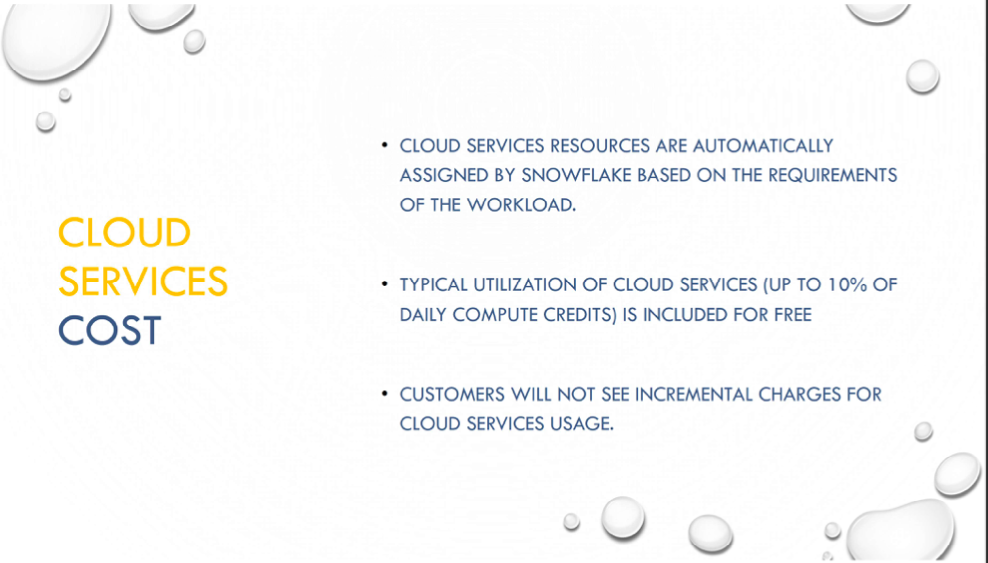 CLOUD
SERVICES
COST
• CLOUD SERVICES RESOURCES ARE AUTOMATICALLY
ASSIGNED BY SNOWFLAKE BASED ON THE REQUIREMENTS
OF THE WORKLOAD.
• TYPICAL UTILIZATION OF CLOUD SERVICES (UP TO 10% OF
DAILY COMPUTE CREDITS) IS INCLUDED FOR FREE
• CUSTOMERS WILL NOT SEE INCREMENTAL CHARGES FOR
CLOUD SERVICES USAGE.